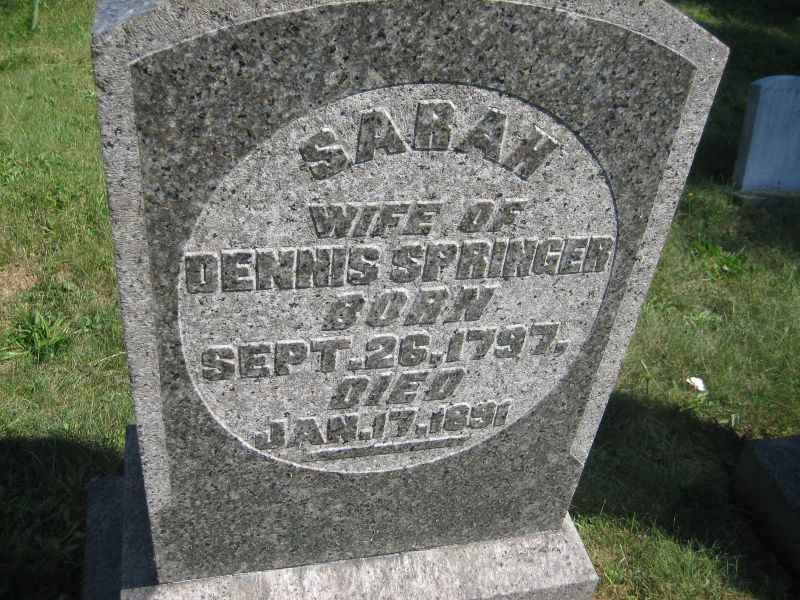 SARAH
WIFE OF
DENNIS SPRINGER
BORN
SEPT.26.1797.
DIED
JAN.17.1891